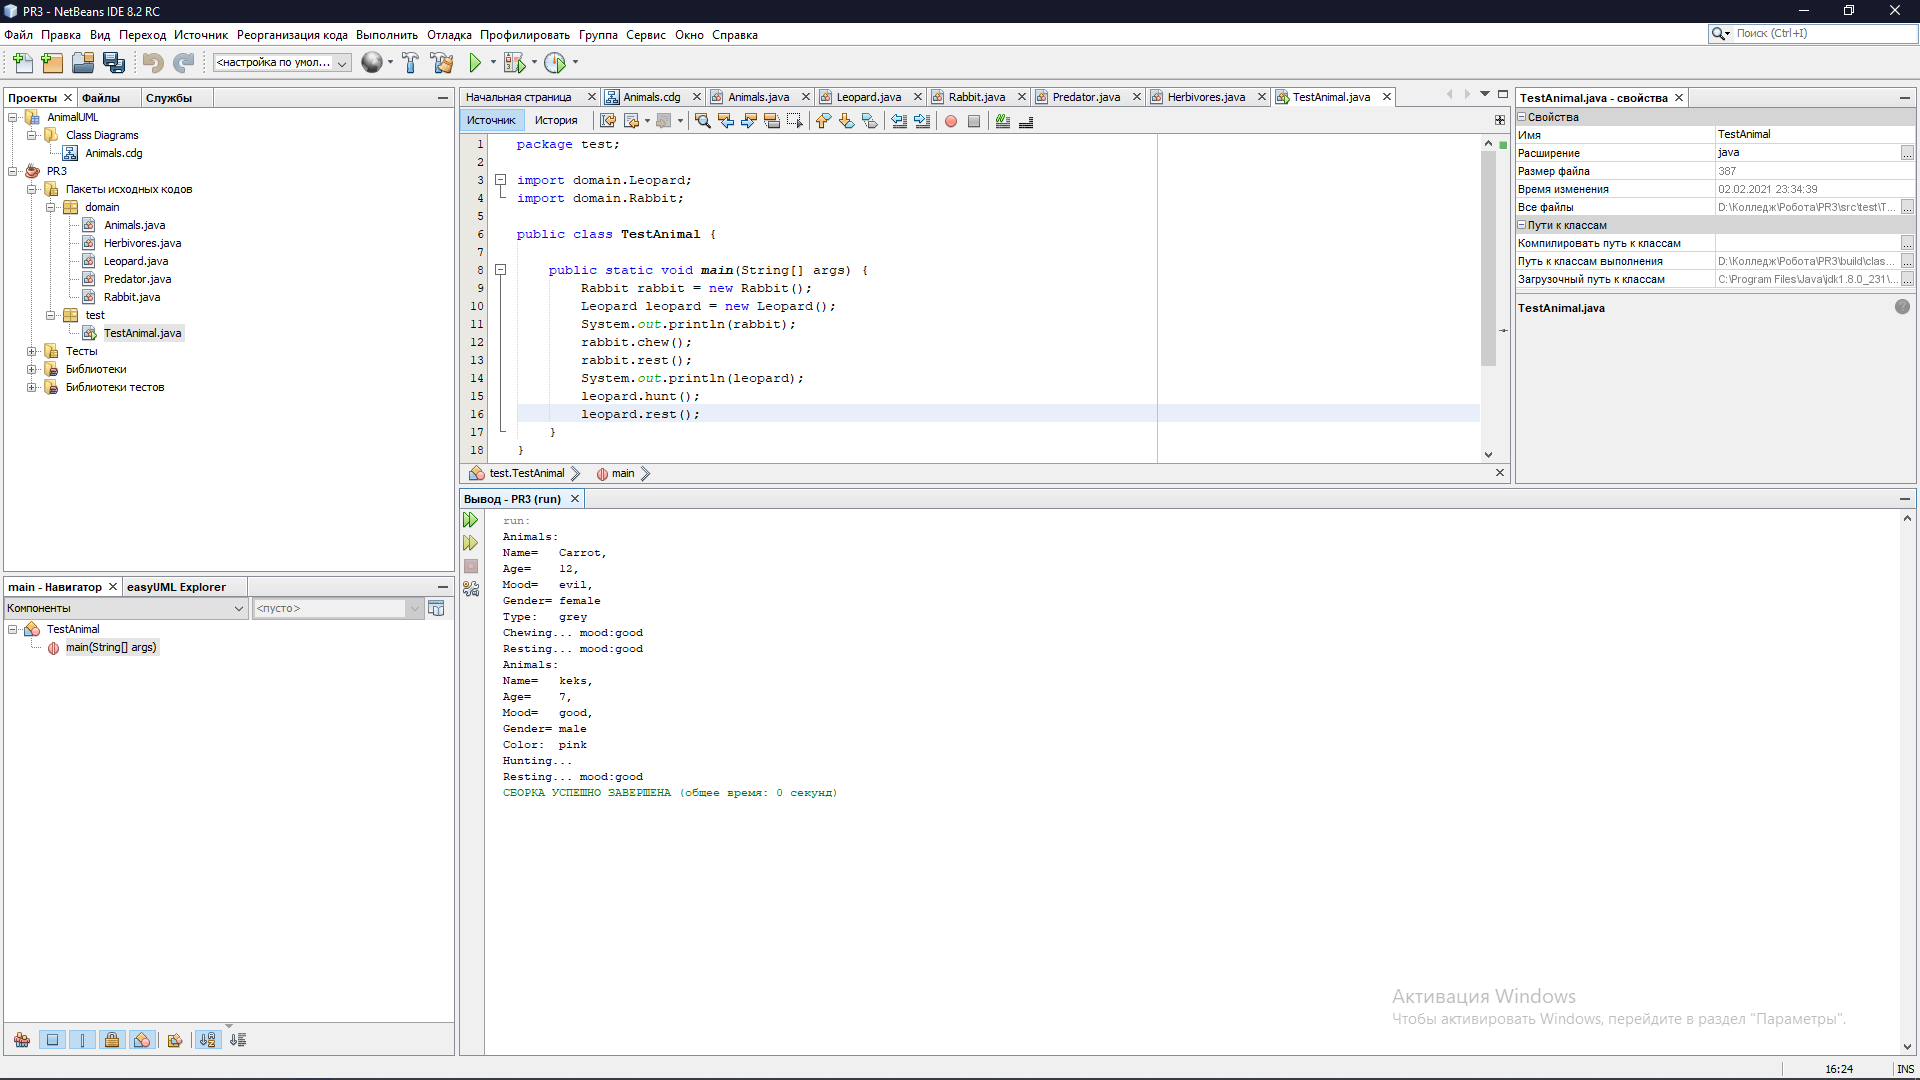 PR3 - NetBeans IDE 8.2 RC
Файл Правка Вид Переход Источник Реорганизация кода Выполнить Отладка Профилировать Группа Сервис Окно Справка
Поиск (Ctrl+I)
<настройка по умол...
Проекты Файлы Службы
AnimalUML
Class Diagrams
Animals.cdg
PR3
Пакеты исходных кодов
domain
Animals.java
Herbivores.java
Leopard.java
Predator.java
Rabbit.java
test
TestAnimal.java
Тесты
Библиотеки
Библиотеки тестов
main - Навигатор easyUML Explorer
Компоненты <пусто>
TestAnimal
main(String[] args)
Начальная страница Animals.cdg Animals.java Leopard.java Rabbit.java Predator.java Herbivores.java TestAnimal.java
Источник История
1 package test;
2
3 import domain.Leopard;
4 import domain.Rabbit;
5
6 public class TestAnimal {
7
8 public static void main(String[] args) {
9 Rabbit rabbit = new Rabbit();
10 Leopard leopard = new Leopard();
11 System.out.println(rabbit);
12 rabbit.chew();
13 rabbit.rest();
14 System.out.println(leopard);
15 leopard.hunt();
16 leopard.rest();
17 }
18 }
test.TestAnimal main
TestAnimal.java - свойства
Свойства
Имя TestAnimal
Расширение java
Размер файла 387
Время изменения 02.02.2021 23:34:39
Все файлы D:\Колледж\Робота\PR3\src\test\T...
Пути к классам
Компилировать путь к классам
Путь к классам выполнения D:\Колледж\Робота\PR3\build\clas...
Загрузочный путь к классам C:\Program Files\Java\jdk1.8.0_231\...
TestAnimal.java
Вывод - PR3 (run)
run:
Animals:
Name= Carrot,
Age= 12,
Mood= evil,
Gender= female
Type: grey
Chewing... mood:good
Resting... mood:good
Animals:
Name= keks,
Age= 7,
Mood= good,
Gender= male
Color: pink
Hunting...
Resting... mood:good
СБОРКА УСПЕШНО ЗАВЕРШЕНА (общее время: 0 секунд)
Активация Windows
Чтобы активировать Windows, перейдите в раздел "Параметры".
16:24 INS